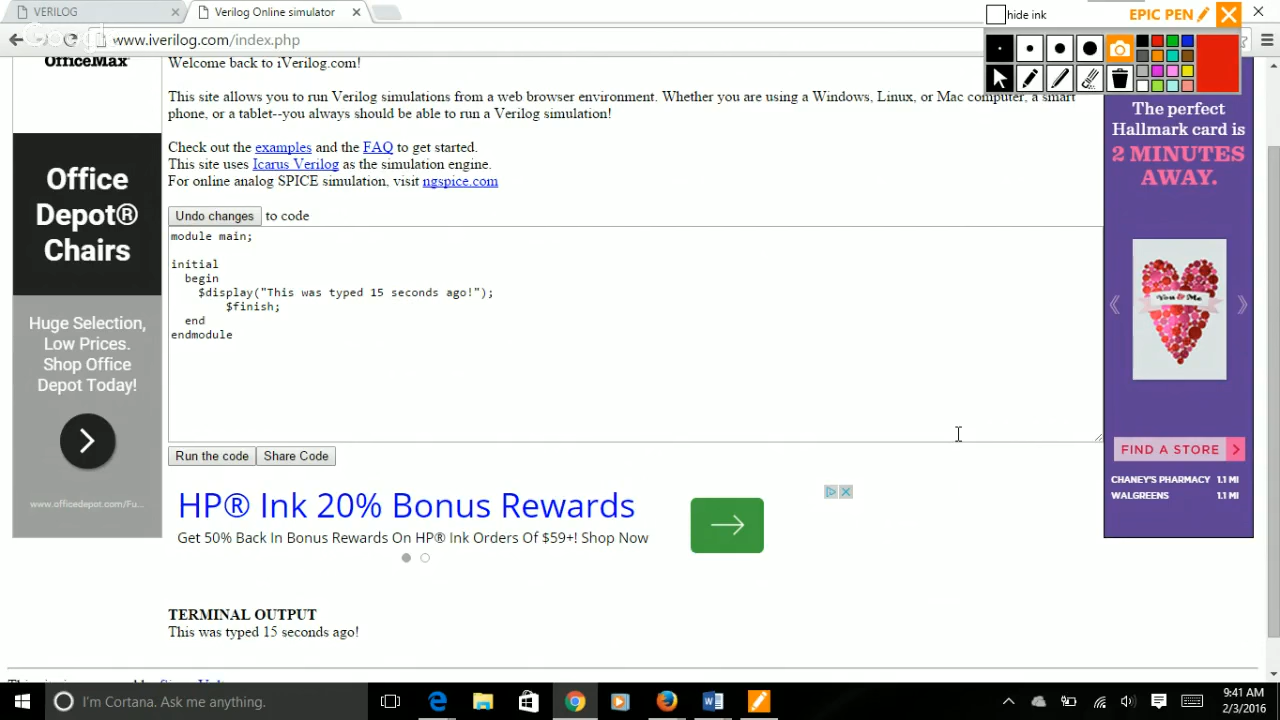 VERILOG
Verilog Online simulator
hide ink
EPIC PEN
www.iverilog.com/index.php
OfficeMax
Welcome back to iVerilog.com!
This site allows you run Verilog simulations from a web browser environment. Whether you are using a Windows, Linux, or Mac computer, a smart
phone, or a tablet--you always should be able to run a Verilog simulation!
Check out the examples and the FAQ to get started.
This site uses Icarus Verilog as the simulation engine.
For online analog SPICE simulation, visit ngspice.com
Undo changes to code
module main;
initial
begin
$display("This was typed 15 seconds ago!");
$finish;
end
endmodule
Run the code
Share Code
Office
Depot®
Chairs
Huge Selection,
Low Prices.
Shop Office
Depot Today!
www.officedepot.com/Fu...
HP® Ink 20% Bonus Rewards
Get 50% Back In Bonus Rewards On HP® Ink Orders Of $59+! Shop Now
The perfect
Hallmark card is
2 MINUTES
AWAY.
You & Me
FIND A STORE
CHANEY'S PHARMACY 1.1 MI
WALGREENS 1.1 MI
TERMINAL OUTPUT
This was typed 15 seconds ago!
I'm Cortana. Ask me anything.
9:41 AM
2/3/2016